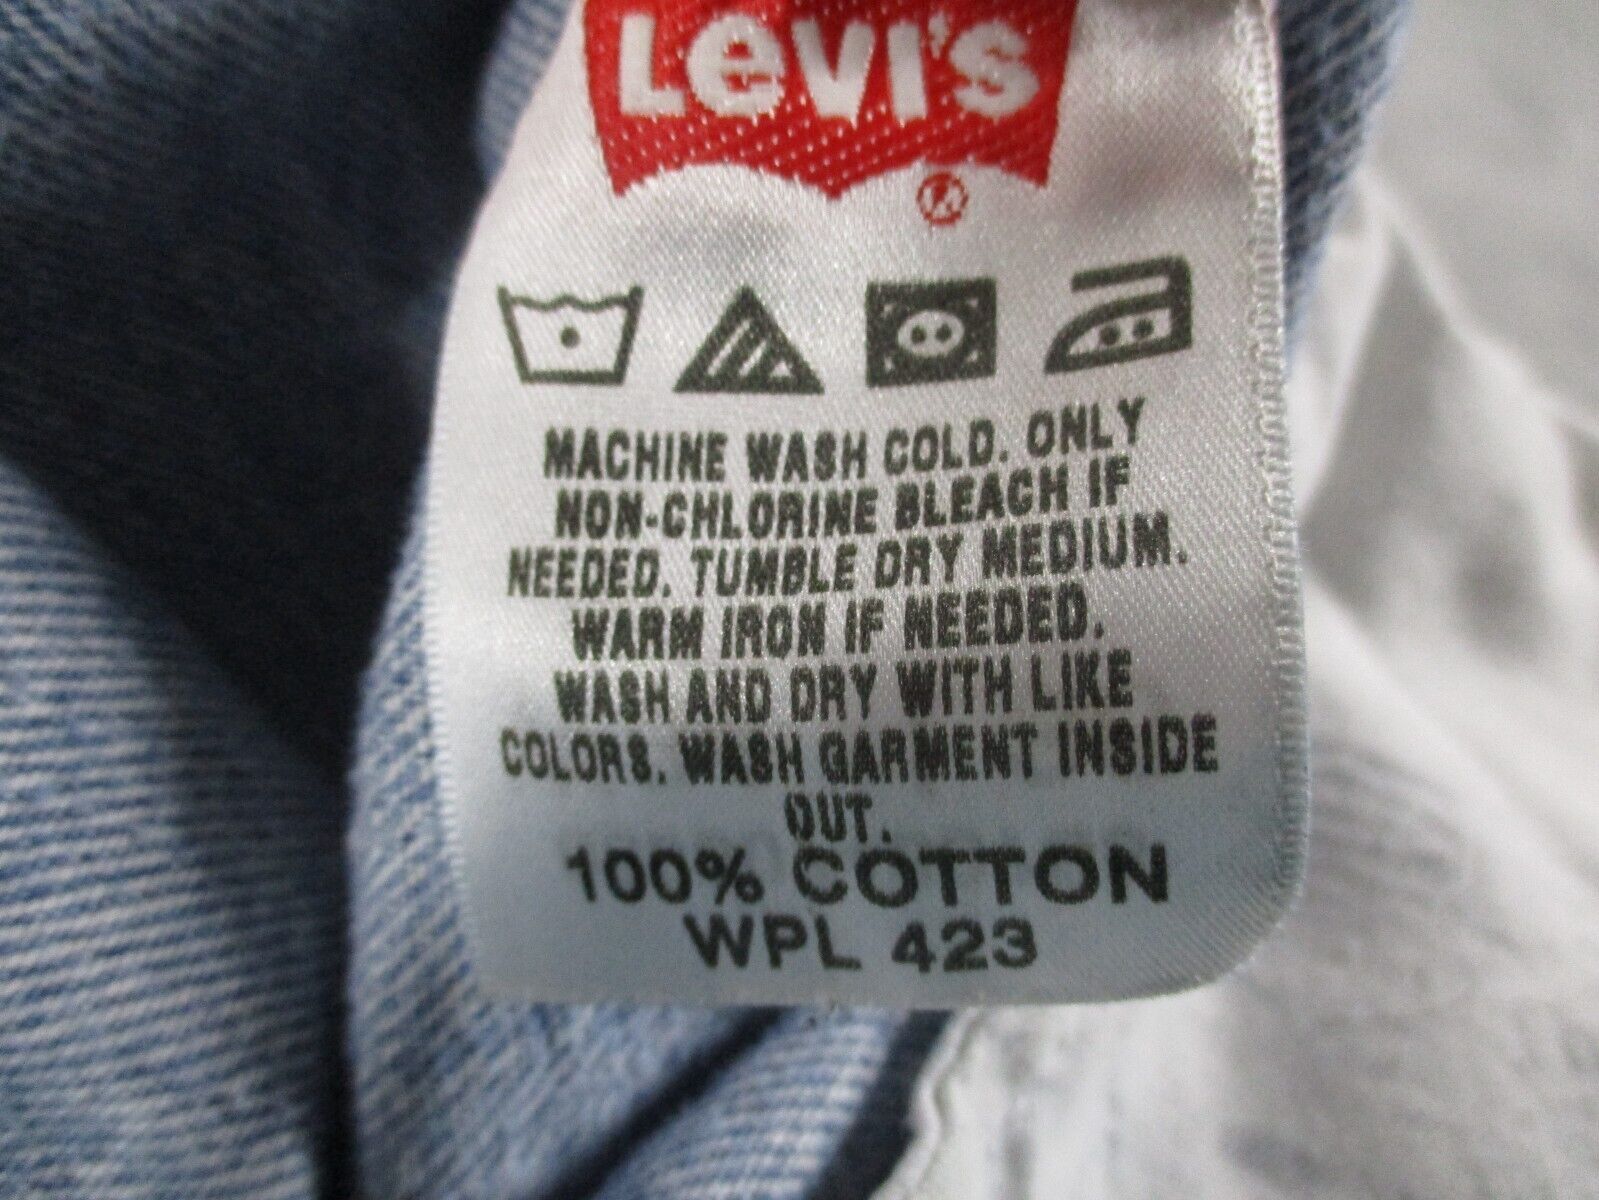 Levi's
®
MACHINE WASH COLD. ONLY
NON-CHLORINE BLEACH IF
NEEDED. TUMBLE DRY MEDIUM.
WARM IRON IF NEEDED.
WASH AND DRY WITH LIKE
COLORS. WASH GARMENT INSIDE
OUT.
100% COTTON
WPL 423